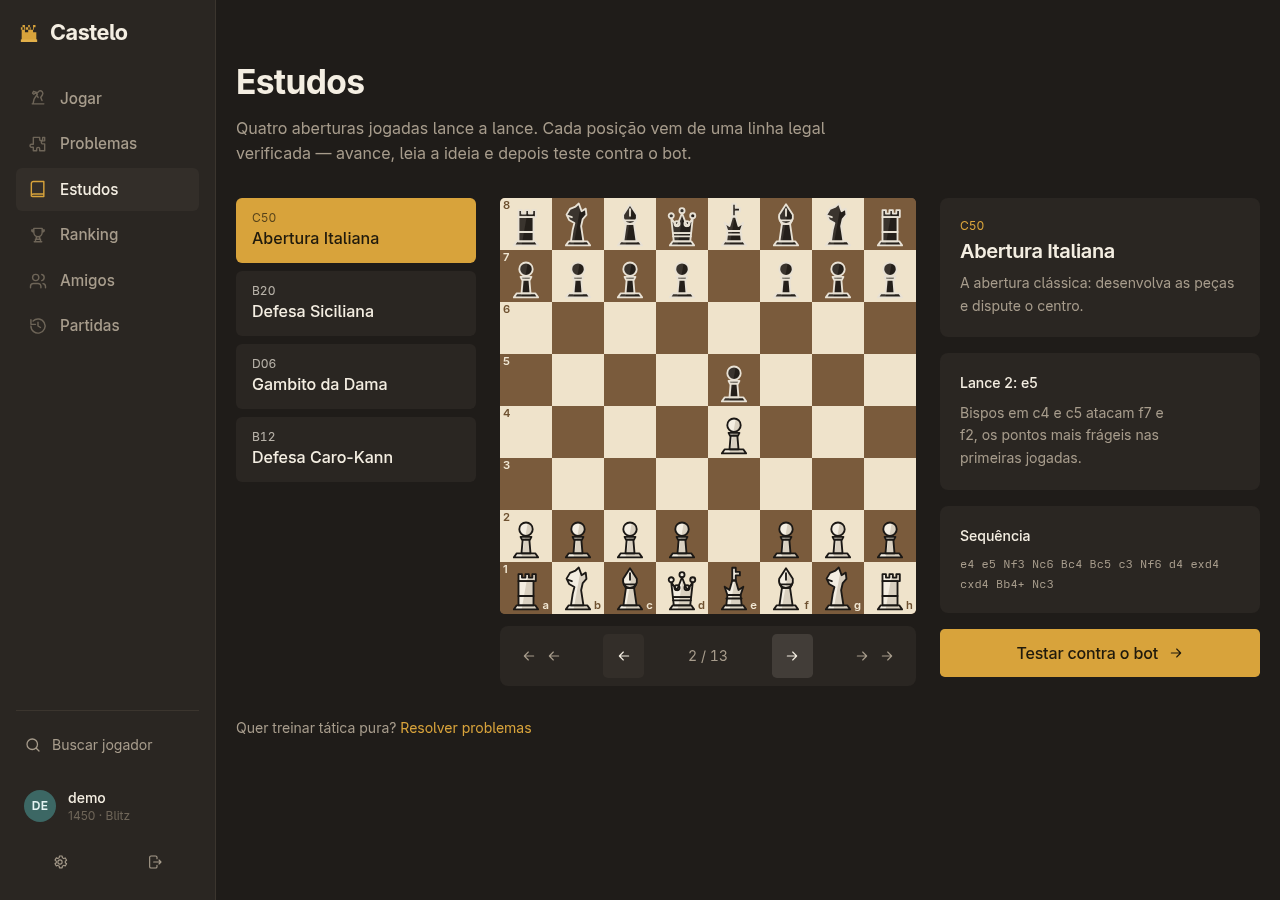 Castelo
Jogar
Problemas
Estudos
Ranking
Amigos
Partidas
Buscar jogador
DE
demo
1450 · Blitz
Estudos
Quatro aberturas jogadas lance a lance. Cada posição vem de uma linha legal
verificada — avance, leia a ideia e depois teste contra o bot.
C50
Abertura Italiana
B20
Defesa Siciliana
D06
Gambito da Dama
B12
Defesa Caro-Kann
8
7
6
5
4
3
2
1
a b c d e f g h
← ← ← 2 / 13 → → →
C50
Abertura Italiana
A abertura clássica: desenvolva as peças
e dispute o centro.
Lance 2: e5
Bispos em c4 e c5 atacam f7 e
f2, os pontos mais frágeis nas
primeiras jogadas.
Sequência
e4 e5 Nf3 Nc6 Bc4 Bc5 c3 Nf6 d4 exd4
cxd4 Bb4+ Nc3
Testar contra o bot →
Quer treinar tática pura? Resolver problemas